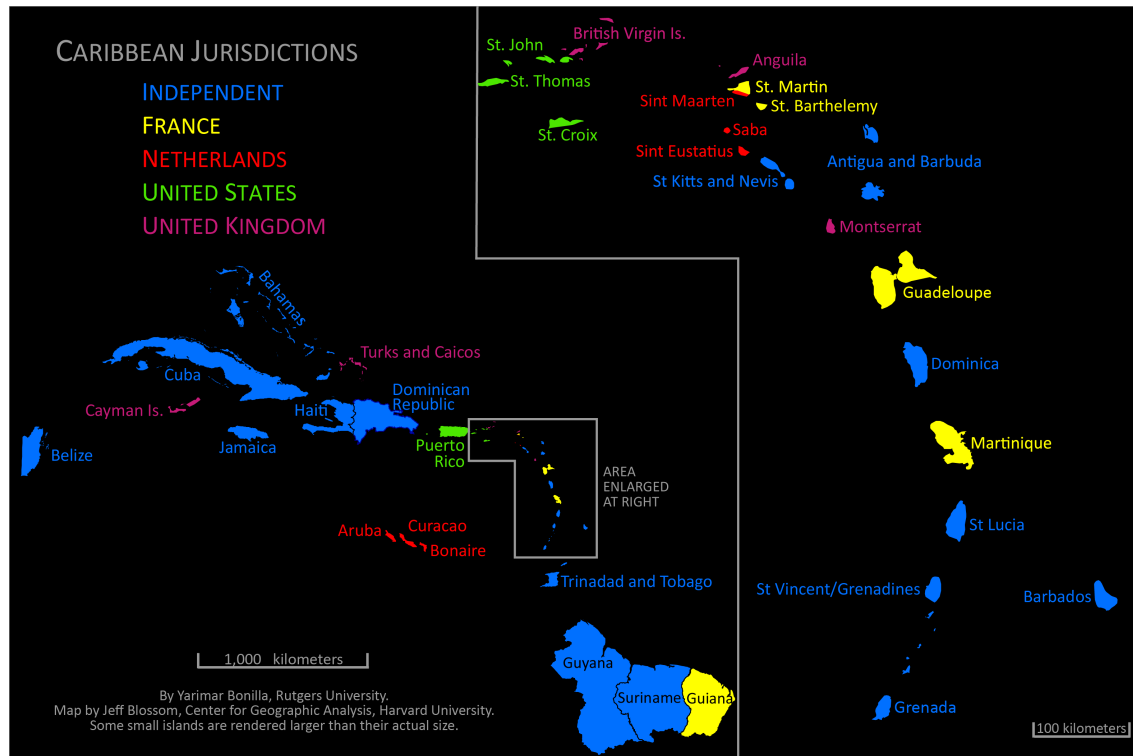 CARIBBEAN JURISDICTIONS
INDEPENDENT
FRANCE
NETHERLANDS
UNITED STATES
UNITED KINGDOM
Bahamas
Turks and Caicos
Cuba
Cayman Is.
Haiti
Dominican
Republic
Jamaica
Belize
Puerto
Rico
AREA
ENLARGED
AT RIGHT
Aruba
Curacao
Bonaire
Trinadad and Tobago
Guyana
Suriname
Guiana
1,000 kilometers
By Yarimar Bonilla, Rutgers University.
Map by Jeff Blossom, Center for Geographic Analysis, Harvard University.
Some small islands are rendered larger than their actual size.
British Virgin Is.
St. John
St. Thomas
St. Croix
Anguila
St. Martin
Sint Maarten
St. Barthelemy
Saba
Sint Eustatius
St Kitts and Nevis
Antigua and Barbuda
Montserrat
Guadeloupe
Dominica
Martinique
St Lucia
St Vincent/Grenadines
Barbados
Grenada
100 kilometers